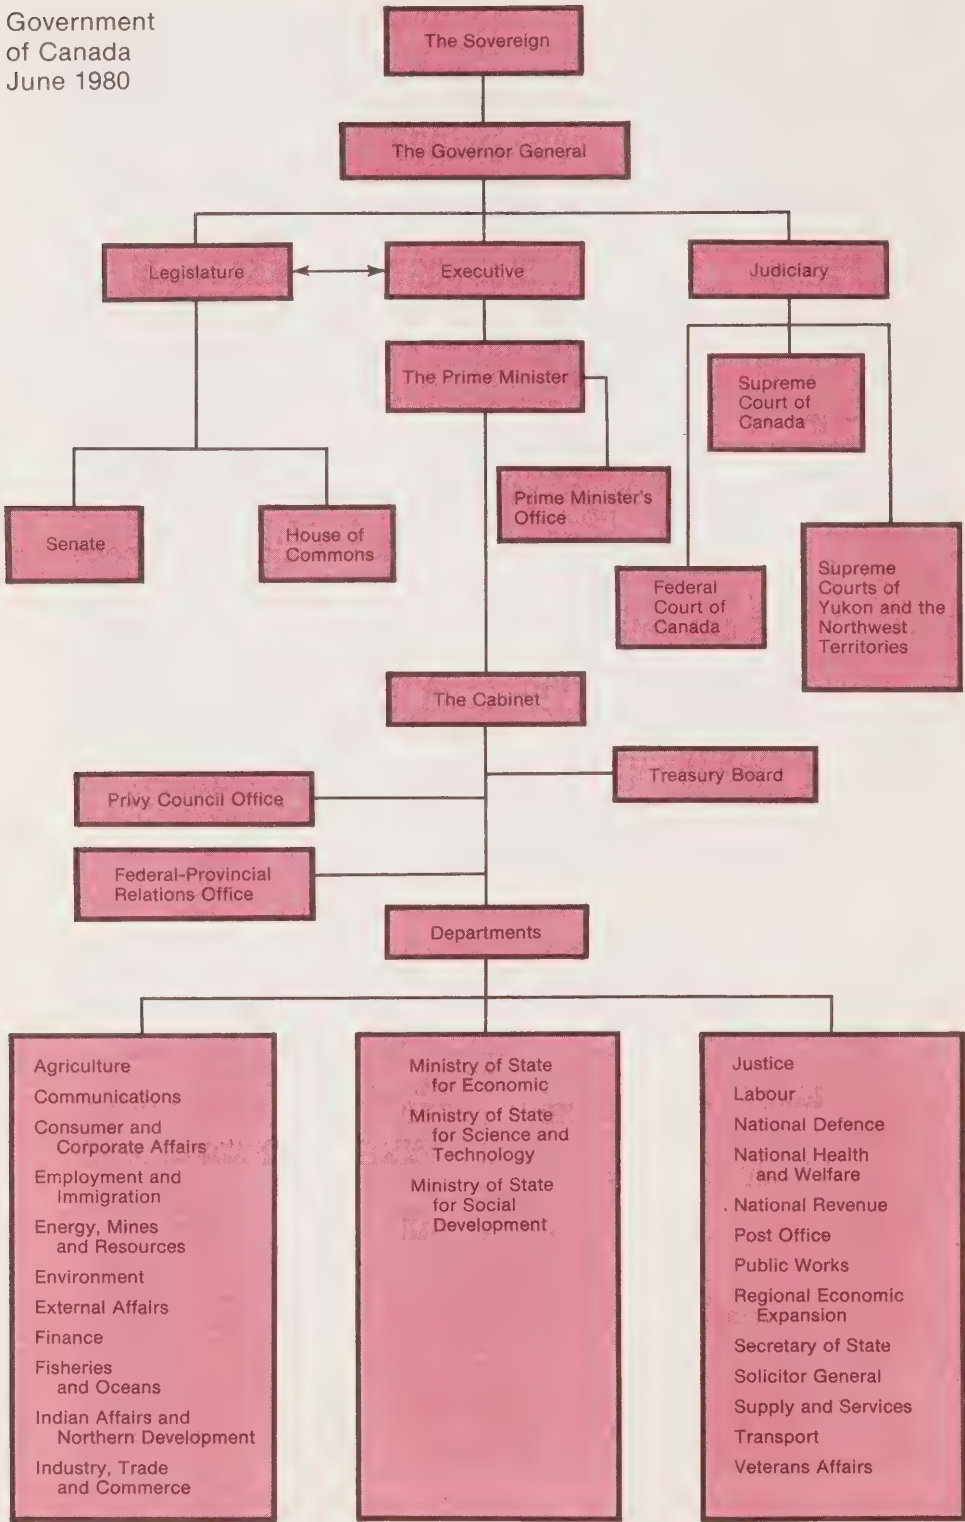 Government
of Canada
June 1980
The Sovereign
The Governor General
Legislature
Executive
Judiciary
The Prime Minister
Supreme
Court of
Canada
Prime Minister's
Office
Senate
House of
Commons
Federal
Court of
Canada
Supreme
Courts of
Yukon and the
Northwest
Territories
The Cabinet
Treasury Board
Privy Council Office
Federal-Provincial
Relations Office
Departments
Agriculture
Communications
Consumer and
Corporate Affairs
Employment and
Immigration
Energy, Mines
and Resources
Environment
External Affairs
Finance
Fisheries
and Oceans
Indian Affairs and
Northern Development
Industry, Trade
and Commerce
Ministry of State
for Economic
Ministry of State
for Science and
Technology
Ministry of State
for Social
Development
Justice
Labour
National Defence
National Health
and Welfare
National Revenue
Post Office
Public Works
Regional Economic
Expansion
Secretary of State
Solicitor General
Supply and Services
Transport
Veterans Affairs